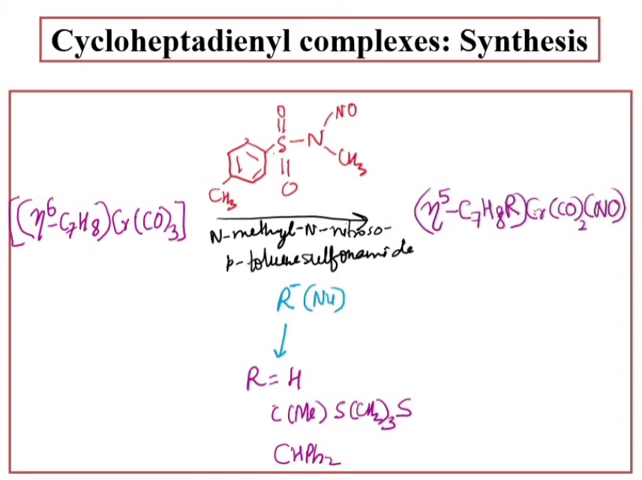 Cycloheptadienyl complexes: Synthesis
O
NO
S
N
CH₃
O
CH₃
[(η⁶-C₇H₈)Cr(CO)₃]
N-methyl-N-nitroso-
p-toluenesulfonamide
(η⁵-C₇H₈R)Cr(CO)₂(NO)
R⁻(Nu)
R = H
C(Me) S(CH₂)₃S
CHPh₂